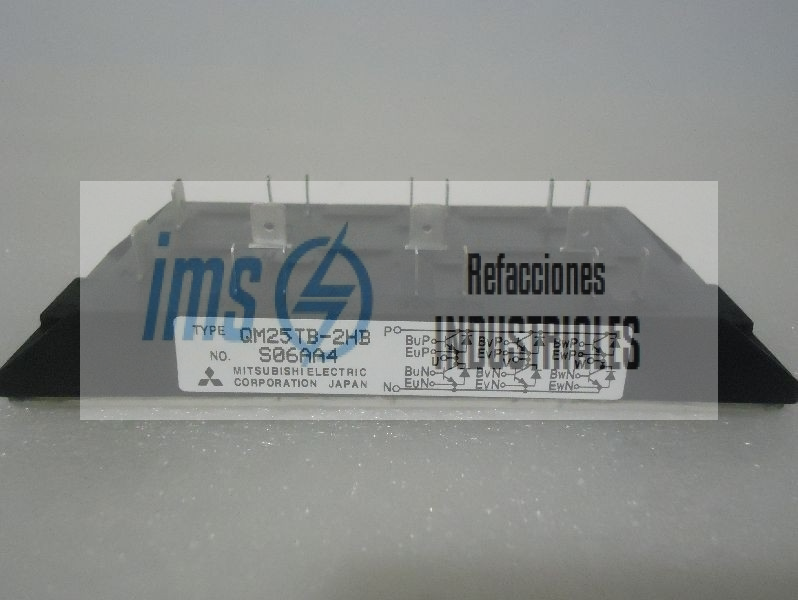 ims
Refacciones
INDUSTRIALES
TYPE QM25TB-2HB
NO. S06AA4
MITSUBISHI ELECTRIC
CORPORATION JAPAN
P
BuP BvP BwP
EuP EvP EwP
U V W
BuN BvN BwN
EuN EvN EwN
N